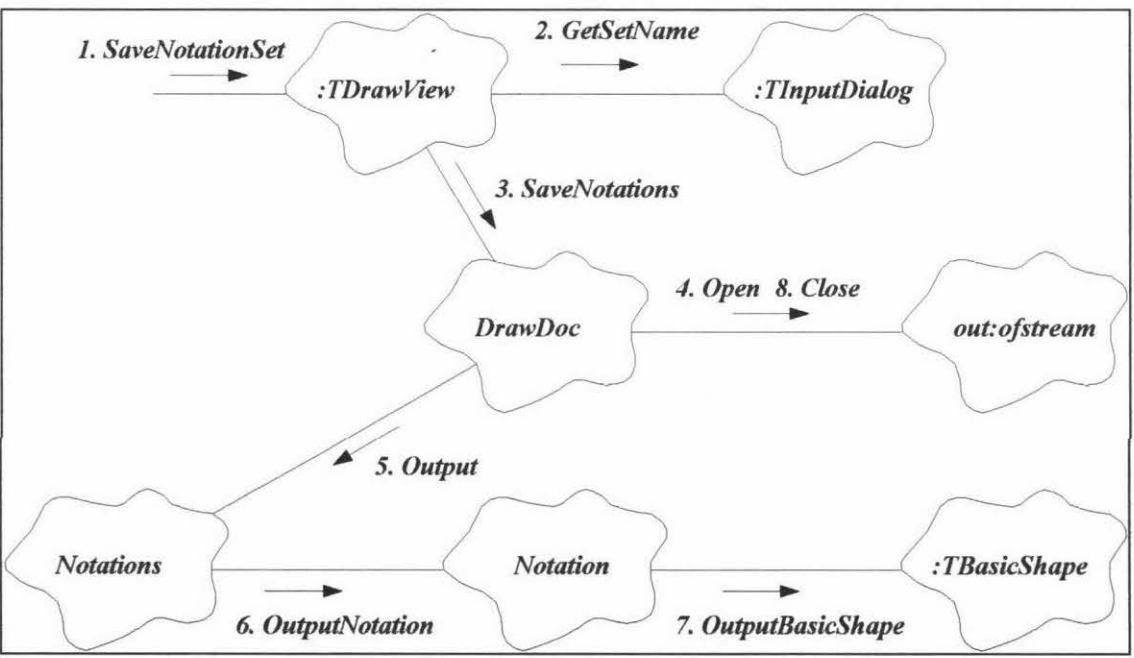 1. SaveNotationSet
2. GetSetName
:TDrawView
:TInputDialog
3. SaveNotations
4. Open 8. Close
DrawDoc
out:ofstream
5. Output
Notations
Notation
:TBasicShape
6. OutputNotation
7. OutputBasicShape